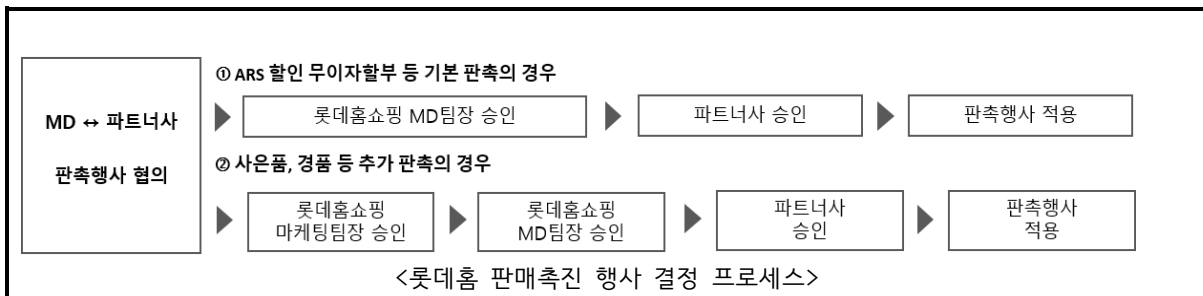 MD ↔ 파트너사
판촉행사 협의
① ARS 할인 무이자할부 등 기본 판촉의 경우
롯데홈쇼핑 MD팀장 승인
파트너사 승인
판촉행사 적용
② 사은품, 경품 등 추가 판촉의 경우
롯데홈쇼핑
마케팅팀장 승인
롯데홈쇼핑
MD팀장 승인
파트너사
승인
판촉행사
적용
<롯데홈 판매촉진 행사 결정 프로세스>